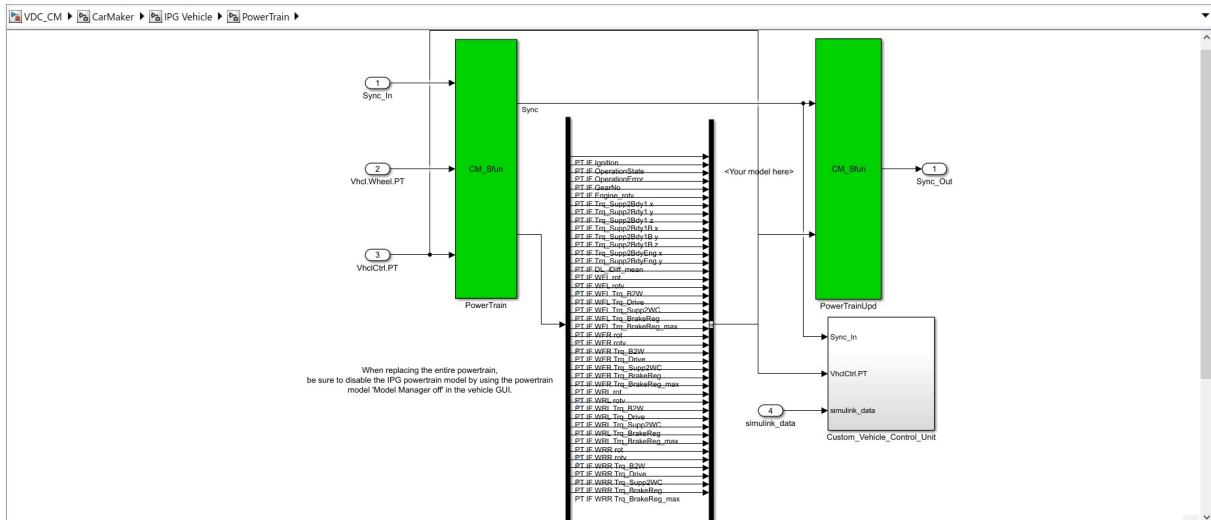 VDC_CM
CarMaker
IPG Vehicle
PowerTrain
1
Sync_In
2
Vhcl.Wheel.PT
3
VhclCtrl.PT
CM_Sfun
PowerTrain
Sync
PT IF Ignition
PT IF OperationState
PT IF OperationError
PT IF GearNo
PT IF Engine_rotv
PT IF Trq_Supp2Bdy1.x
PT IF Trq_Supp2Bdy1.y
PT IF Trq_Supp2Bdy1.z
PT IF Trq_Supp2Bdy1B.x
PT IF Trq_Supp2Bdy1B.y
PT IF Trq_Supp2Bdy1B.z
PT IF Trq_Supp2BdyEng.x
PT IF Trq_Supp2BdyEng.y
PT IF DL_iDiff_mean
PT IF WFL rot
PT IF WFL rotv
PT IF WFL Trq_B2W
PT IF WFL Trq_Drive
PT IF WFL Trq_Supp2WC
PT IF WFL Trq_BrakeReg
PT IF WFL Trq_BrakeReg_max
PT IF WFR rot
PT IF WFR rotv
PT IF WFR Trq_B2W
PT IF WFR Trq_Drive
PT IF WFR Trq_Supp2WC
PT IF WFR Trq_BrakeReg
PT IF WFR Trq_BrakeReg_max
PT IF WRL rot
PT IF WRL rotv
PT IF WRL Trq_B2W
PT IF WRL Trq_Drive
PT IF WRL Trq_Supp2WC
PT IF WRL Trq_BrakeReg
PT IF WRL Trq_BrakeReg_max
PT IF WRR rot
PT IF WRR rotv
PT IF WRR Trq_B2W
PT IF WRR Trq_Drive
PT IF WRR Trq_Supp2WC
PT IF WRR Trq_BrakeReg
PT IF WRR Trq_BrakeReg_max
<Your model here>
CM_Sfun
PowerTrainUpd
1
Sync_Out
When replacing the entire powertrain,
be sure to disable the IPG powertrain model by using the powertrain
model 'Model Manager off' in the vehicle GUI.
Sync_In
VhclCtrl.PT
simulink_data
4
simulink_data
Custom_Vehicle_Control_Unit